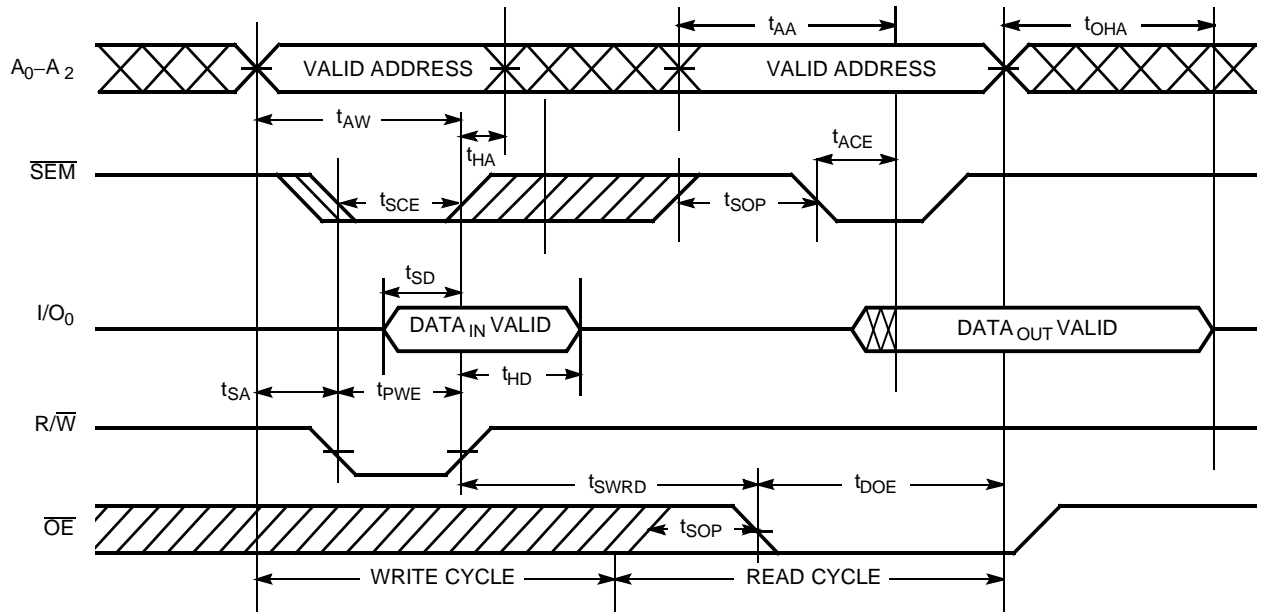 tAA
tOHA
A0–A2
VALID ADDRESS
VALID ADDRESS
tAW
tHA
tACE
SEM
tSCE
tSOP
tSD
I/O0
DATAIN VALID
DATAOUT VALID
tHD
tSA
tPWE
R/W
tSWRD
tDOE
OE
tSOP
WRITE CYCLE
READ CYCLE